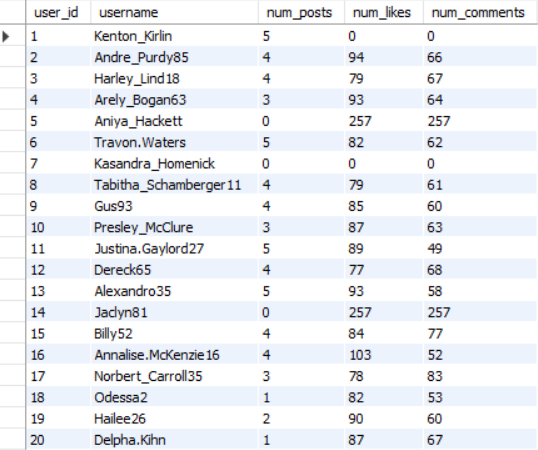 user_id username num_posts num_likes num_comments
1 Kenton_Kirlin 5 0 0
2 Andre_Purdy85 4 94 66
3 Harley_Lind18 4 79 67
4 Arely_Bogan63 3 93 64
5 Aniya_Hackett 0 257 257
6 Travon.Waters 5 82 62
7 Kasandra_Homenick 0 0 0
8 Tabitha_Schamberger11 4 79 61
9 Gus93 4 85 60
10 Presley_McClure 3 87 63
11 Justina.Gaylord27 5 89 49
12 Dereck65 4 77 68
13 Alexandro35 5 93 58
14 Jaclyn81 0 257 257
15 Billy52 4 84 77
16 Annalise.McKenzie16 4 103 52
17 Norbert_Carroll35 3 78 83
18 Odessa2 1 82 53
19 Hailee26 2 90 60
20 Delpha.Kihn 1 87 67